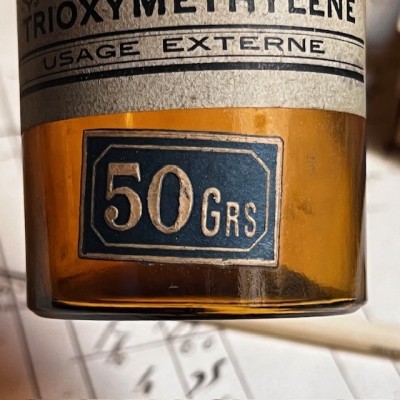 TRIOXYMETHYLENE
USAGE EXTERNE
50 GRS